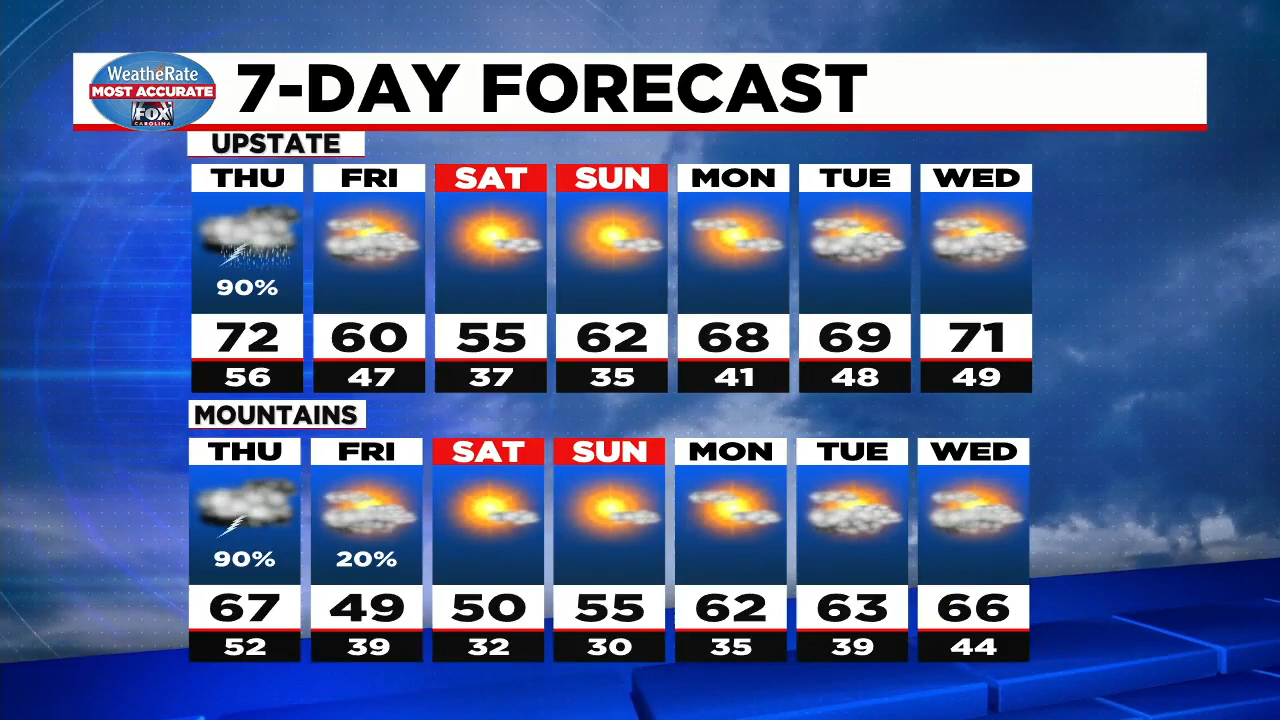 WeatheRate
MOST ACCURATE
FOX
CAROLINA
7-DAY FORECAST
UPSTATE
THU FRI SAT SUN MON TUE WED
90%
72 60 55 62 68 69 71
56 47 37 35 41 48 49
MOUNTAINS
THU FRI SAT SUN MON TUE WED
90% 20%
67 49 50 55 62 63 66
52 39 32 30 35 39 44